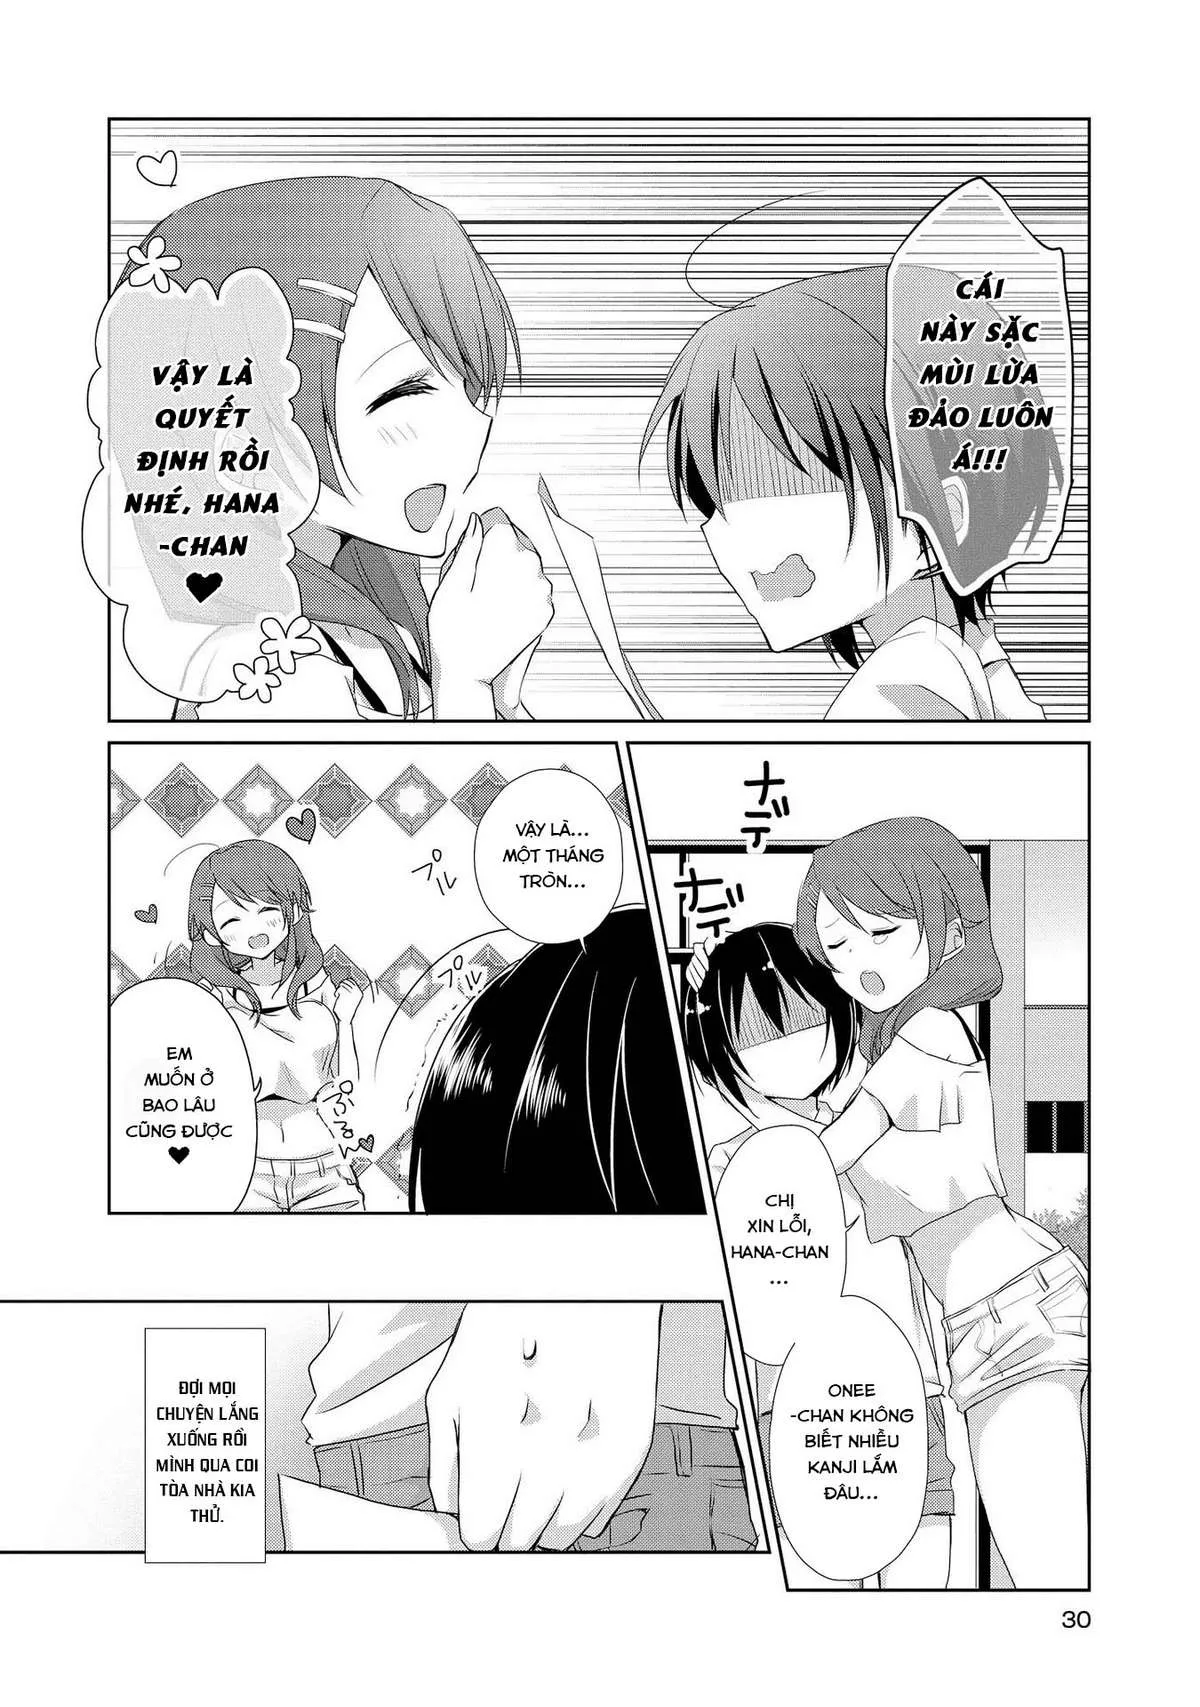 CÁI
NÀY SẶC
MÙI LỪA
ĐẢO LUÔN
Á!!!
VẬY LÀ
QUYẾT
ĐỊNH RỒI
NHÉ, HANA
-CHAN
♥
ナデ
ナデ
CHỊ
XIN LỖI,
HANA-CHAN
...
ONEE
-CHAN KHÔNG
BIẾT NHIỀU
KANJI LẮM
ĐÂU...
VẬY LÀ...
MỘT THÁNG
TRÒN...
プル
プル
EM
MUỐN Ở
BAO LÂU
CŨNG ĐƯỢC
♥
ぷるん
ĐỢI MỌI
CHUYỆN LẮNG
XUỐNG RỒI
MÌNH QUA COI
TÒA NHÀ KIA
THỬ.
30